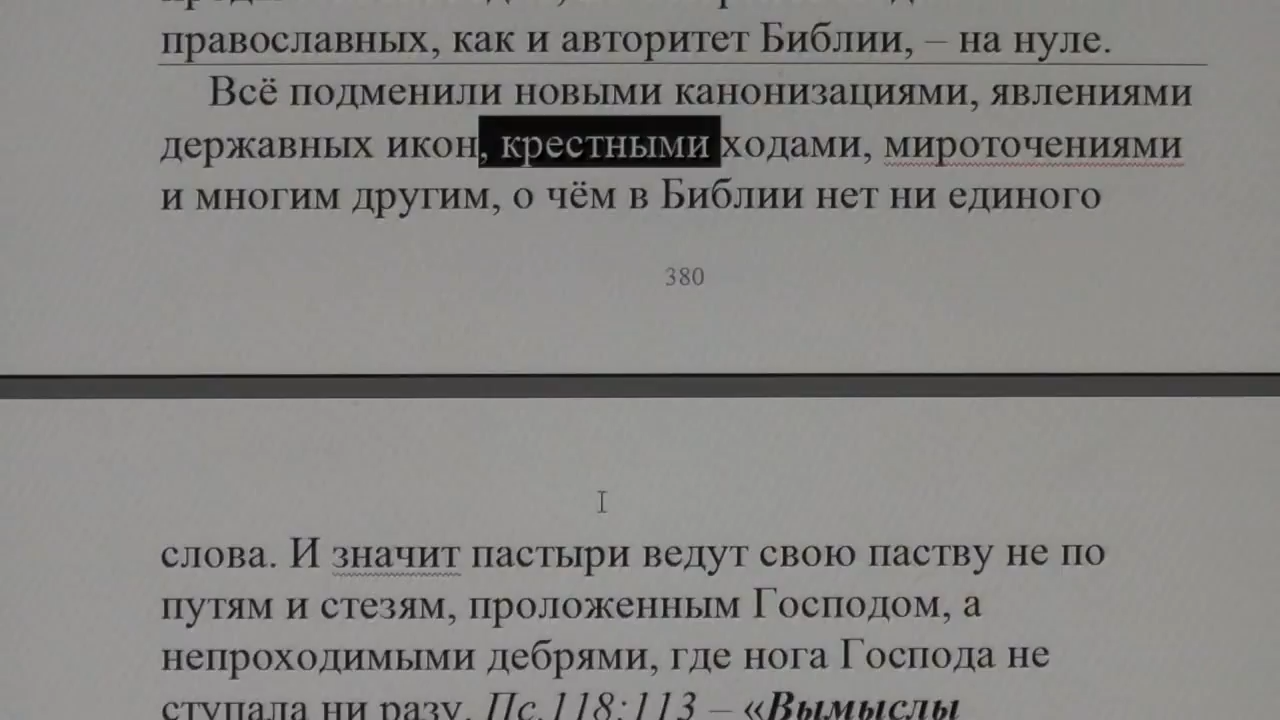 православных, как и авторитет Библии, – на нуле.
Всё подменили новыми канонизациями, явлениями
державных икон, крестными ходами, мироточениями
и многим другим, о чём в Библии нет ни единого
380
слова. И значит пастыри ведут свою паству не по
путям и стезям, проложенным Господом, а
непроходимыми дебрями, где нога Господа не
ступала ни разу. Пс.118:113 – «Вымыслы